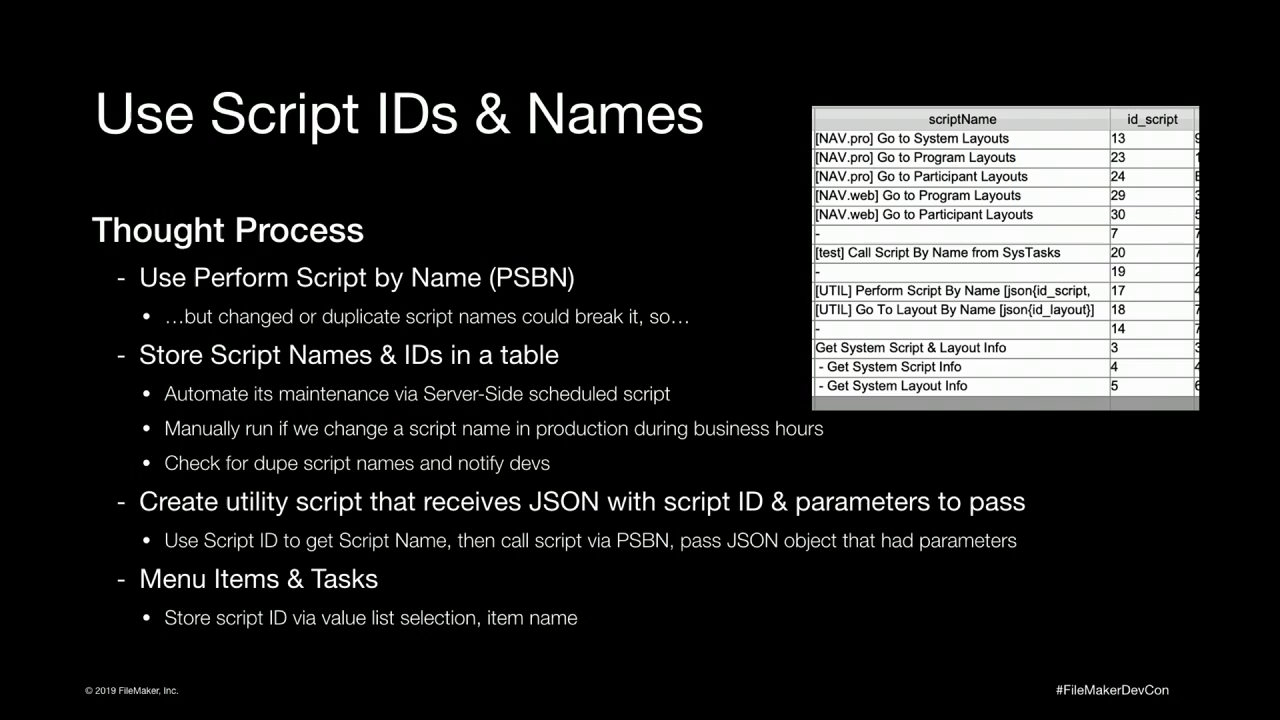 Use Script IDs & Names
Thought Process
- Use Perform Script by Name (PSBN)
• …but changed or duplicate script names could break it, so…
- Store Script Names & IDs in a table
• Automate its maintenance via Server-Side scheduled script
• Manually run if we change a script name in production during business hours
• Check for dupe script names and notify devs
- Create utility script that receives JSON with script ID & parameters to pass
• Use Script ID to get Script Name, then call script via PSBN, pass JSON object that had parameters
- Menu Items & Tasks
• Store script ID via value list selection, item name
scriptName id_script
[NAV.pro] Go to System Layouts 13
[NAV.pro] Go to Program Layouts 23
[NAV.pro] Go to Participant Layouts 24
[NAV.web] Go to Program Layouts 29
[NAV.web] Go to Participant Layouts 30
- 7
[test] Call Script By Name from SysTasks 20
- 19
[UTIL] Perform Script By Name [json{id_script, 17
[UTIL] Go To Layout By Name [json{id_layout}] 18
- 14
Get System Script & Layout Info 3
- Get System Script Info 4
- Get System Layout Info 5
© 2019 FileMaker, Inc.
#FileMakerDevCon